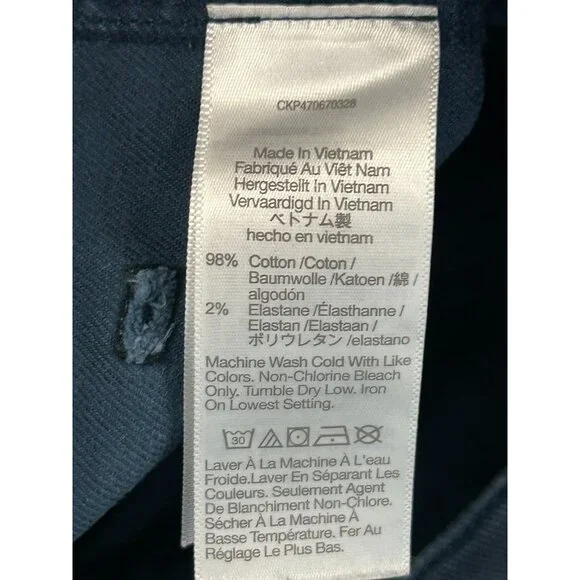 CKP470670328
Made In Vietnam
Fabriqué Au Viêt Nam
Hergestellt In Vietnam
Vervaardigd In Vietnam
ベトナム製
hecho en vietnam
98% Cotton /Coton/
Baumwolle /Katoen /綿 /
algodón
2% Elastane /Élasthanne /
Elastan /Elastaan /
ポリウレタン /elastano
Machine Wash Cold With Like
Colors. Non-Chlorine Bleach
Only. Tumble Dry Low. Iron
On Lowest Setting.
30
Laver À La Machine À L'eau
Froide.Laver En Séparant Les
Couleurs. Seulement Agent
De Blanchiment Non-Chlore.
Sécher À La Machine À
Basse Température. Fer Au
Réglage Le Plus Bas.